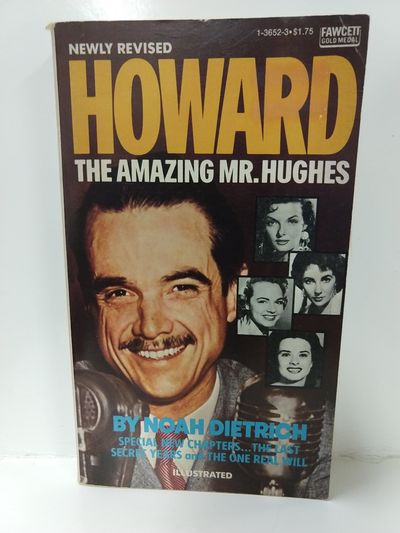 NEWLY REVISED
1-3652-3•$1.75
FAWCETT
GOLD MEDAL
HOWARD
THE AMAZING MR. HUGHES
BY NOAH DIETRICH
SPECIAL NEW CHAPTERS...THE LAST
SECRET YEARS and THE ONE REAL WILL
ILLUSTRATED